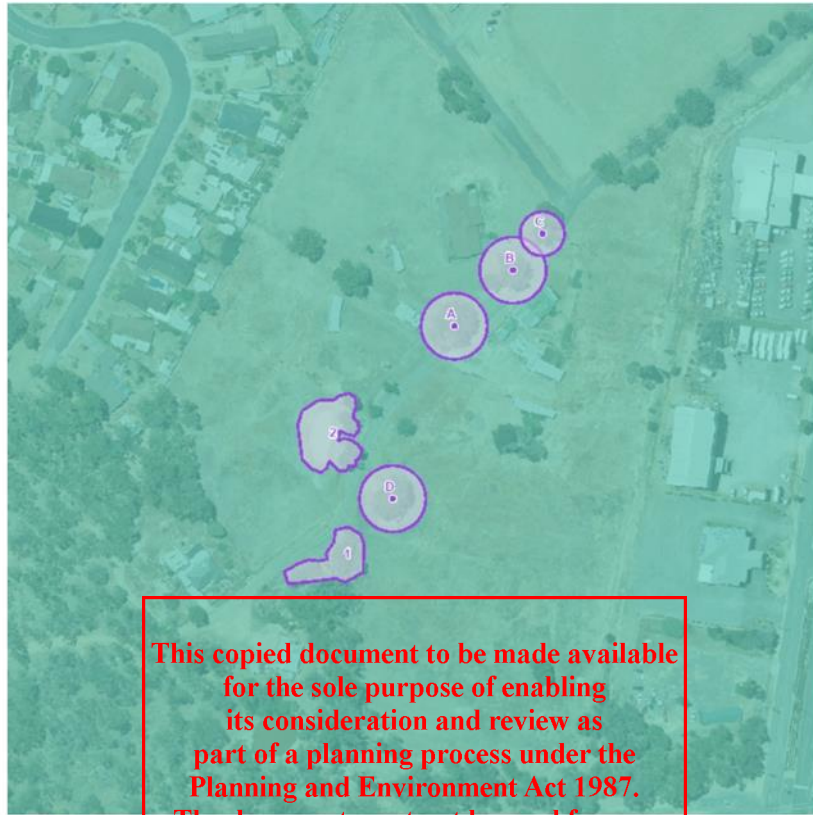 C
B
A
2
D
1
This copied document to be made available
for the sole purpose of enabling
its consideration and review as
part of a planning process under the
Planning and Environment Act 1987.